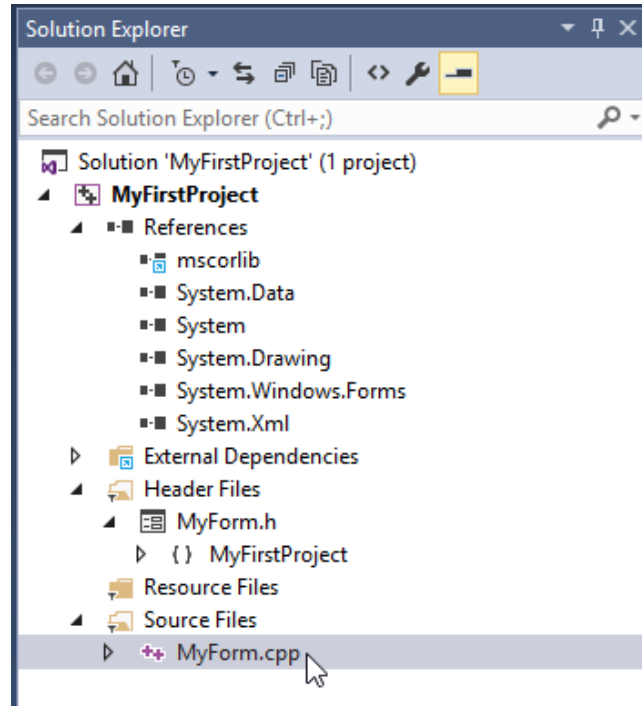 Solution Explorer
Search Solution Explorer (Ctrl+;)
Solution 'MyFirstProject' (1 project)
MyFirstProject
References
mscorlib
System.Data
System
System.Drawing
System.Windows.Forms
System.Xml
External Dependencies
Header Files
MyForm.h
{ } MyFirstProject
Resource Files
Source Files
MyForm.cpp